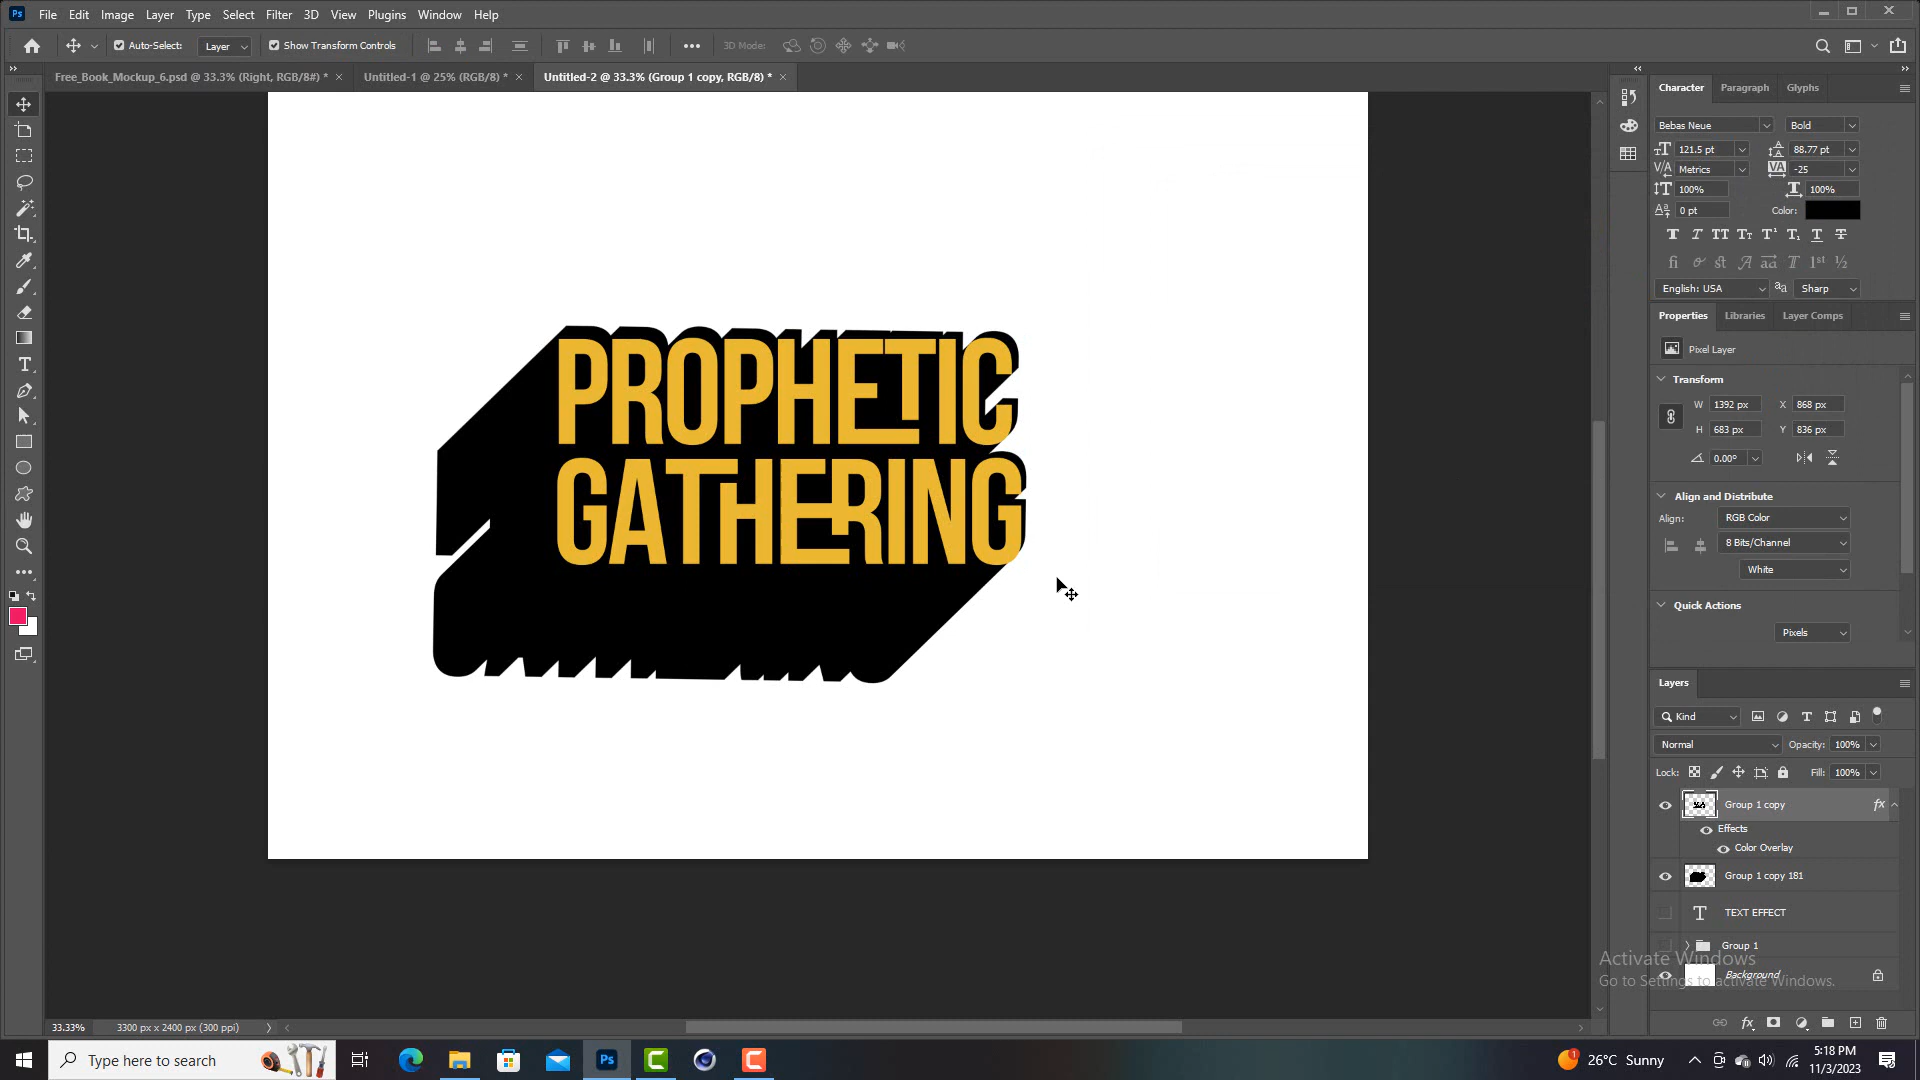 Ps File Edit Image Layer Type Select Filter 3D View Plugins Window Help
Auto-Select: Layer Show Transform Controls 3D Mode:
Free_Book_Mockup_6.psd @ 33.3% (Right, RGB/8#) * × Untitled-1 @ 25% (RGB/8) * × Untitled-2 @ 33.3% (Group 1 copy, RGB/8) * ×
Character Paragraph Glyphs
Bebas Neue Bold
121.5 pt 88.77 pt
Metrics -25
100% 100%
0 pt Color:
English: USA Sharp
Properties Libraries Layer Comps
Pixel Layer
Transform
W 1392 px X 868 px
H 683 px Y 836 px
0.00°
Align and Distribute
Align: RGB Color
8 Bits/Channel
White
Quick Actions
Pixels
PROPHETIC
GATHERING
Layers
Kind
Normal Opacity: 100%
Lock: Fill: 100%
Group 1 copy fx
Effects
Color Overlay
Group 1 copy 181
TEXT EFFECT
Group 1
Background
Activate Windows
Go to Settings to activate Windows.
33.33% 3300 px x 2400 px (300 ppi)
Type here to search
26°C Sunny
5:18 PM
11/3/2023